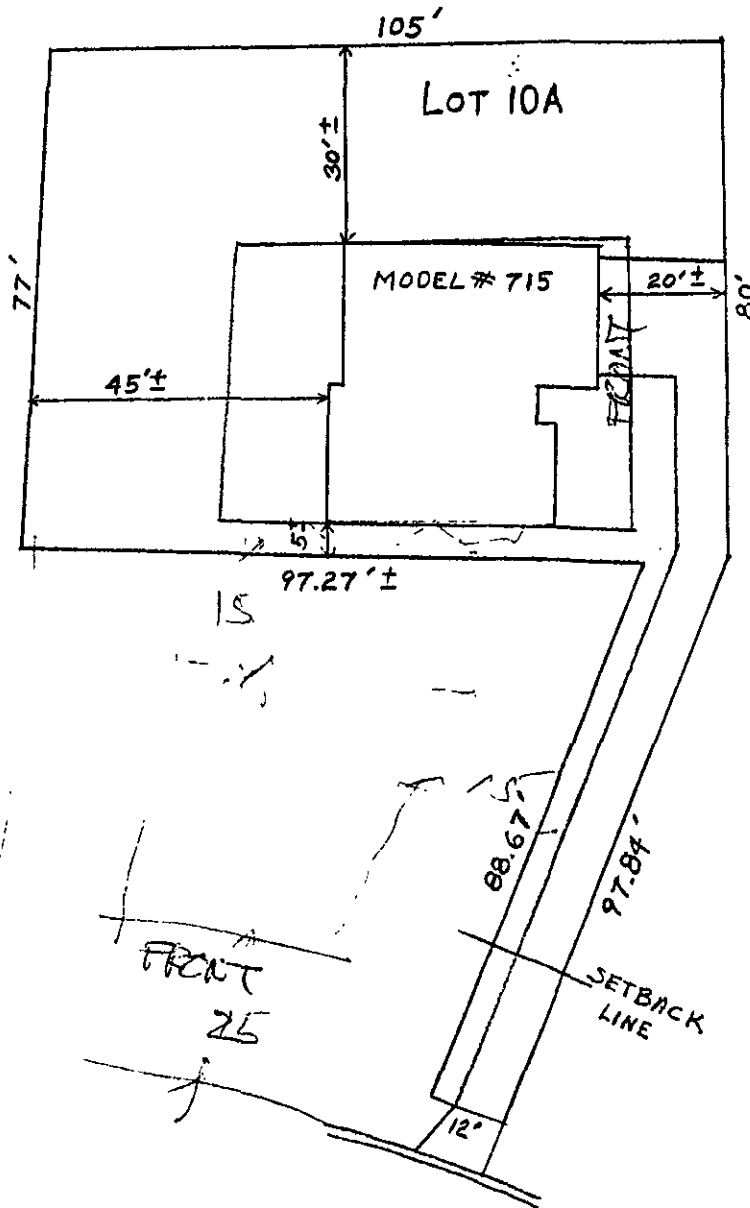 105'
LOT 10A
30'±
MODEL # 715
20'±
77'
80'
FRONT
45'±
5'±
97.27'±
15
15
88.67'
97.84'
FRONT
25
SETBACK
LINE
12'